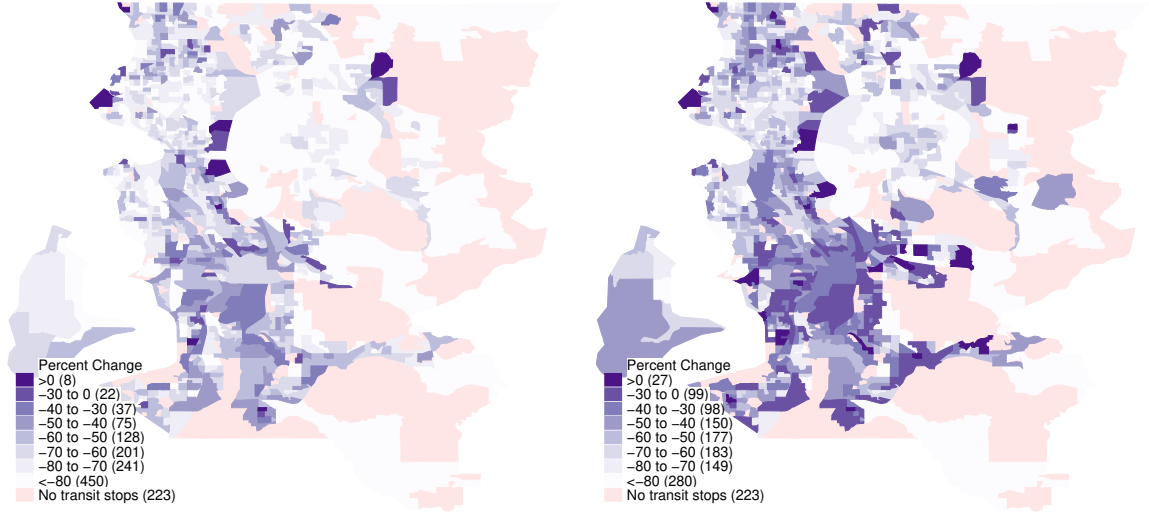 Percent Change
>0 (8)
−30 to 0 (22)
−40 to −30 (37)
−50 to −40 (75)
−60 to −50 (128)
−70 to −60 (201)
−80 to −70 (241)
<−80 (450)
No transit stops (223)
Percent Change
>0 (27)
−30 to 0 (99)
−40 to −30 (98)
−50 to −40 (150)
−60 to −50 (177)
−70 to −60 (183)
−80 to −70 (149)
<−80 (280)
No transit stops (223)